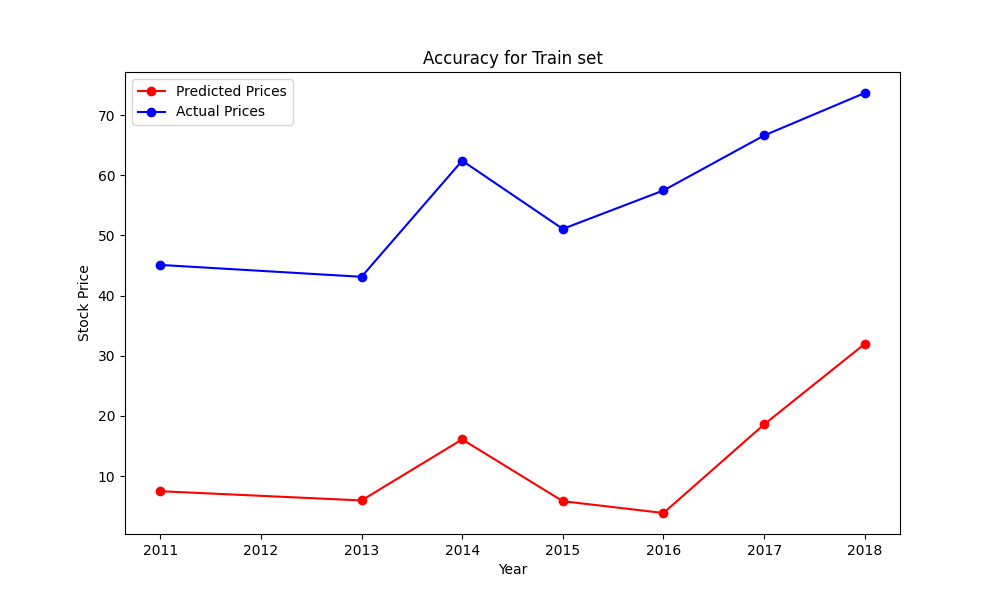 Accuracy for Train set
Predicted Prices
Actual Prices
70
60
50
40
30
20
10
Stock Price
2011 2012 2013 2014 2015 2016 2017 2018
Year